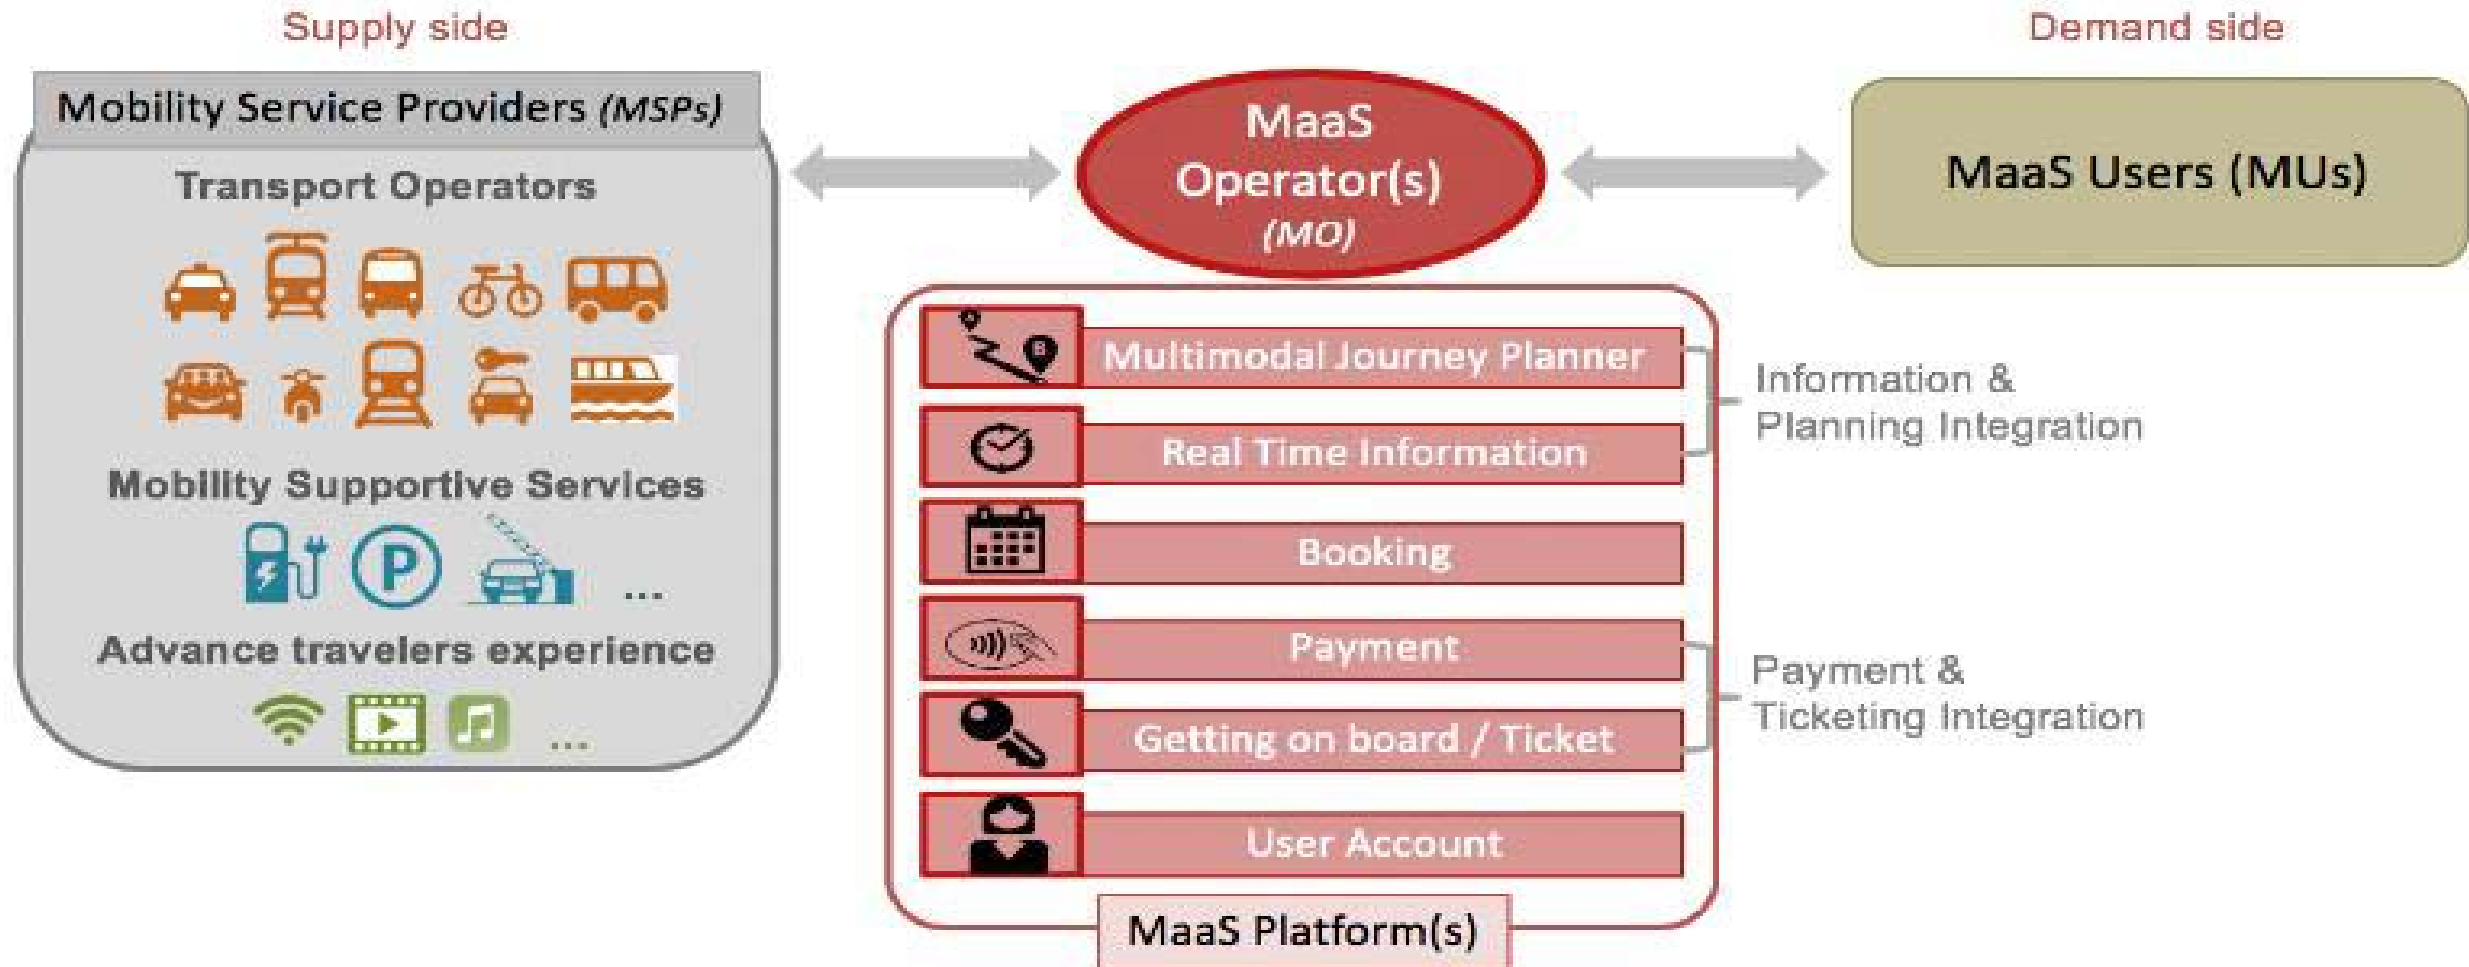 Supply side
Demand side
Mobility Service Providers (MSPs)
Transport Operators
Mobility Supportive Services
P
...
Advance travelers experience
...
MaaS
Operator(s)
(MO)
MaaS Users (MUs)
Multimodal Journey Planner
Real Time Information
Booking
Payment
Getting on board / Ticket
User Account
MaaS Platform(s)
Information &
Planning Integration
Payment &
Ticketing Integration